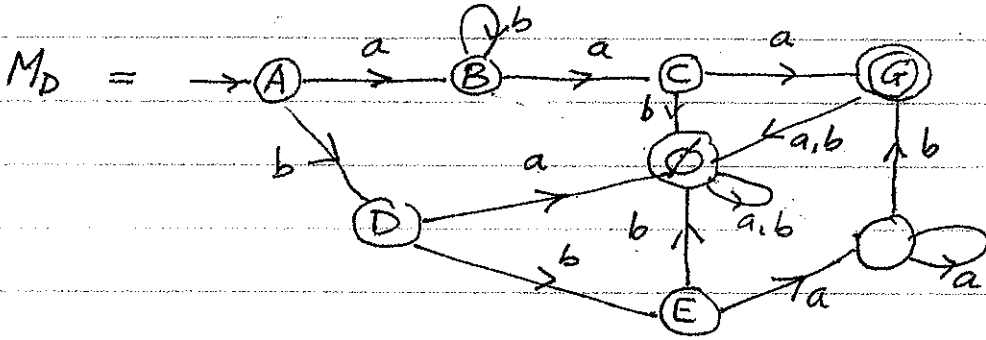 b
a a a
M_D = A B C G
b
a,b
b a ∅ b
D a,b
b b a
E a